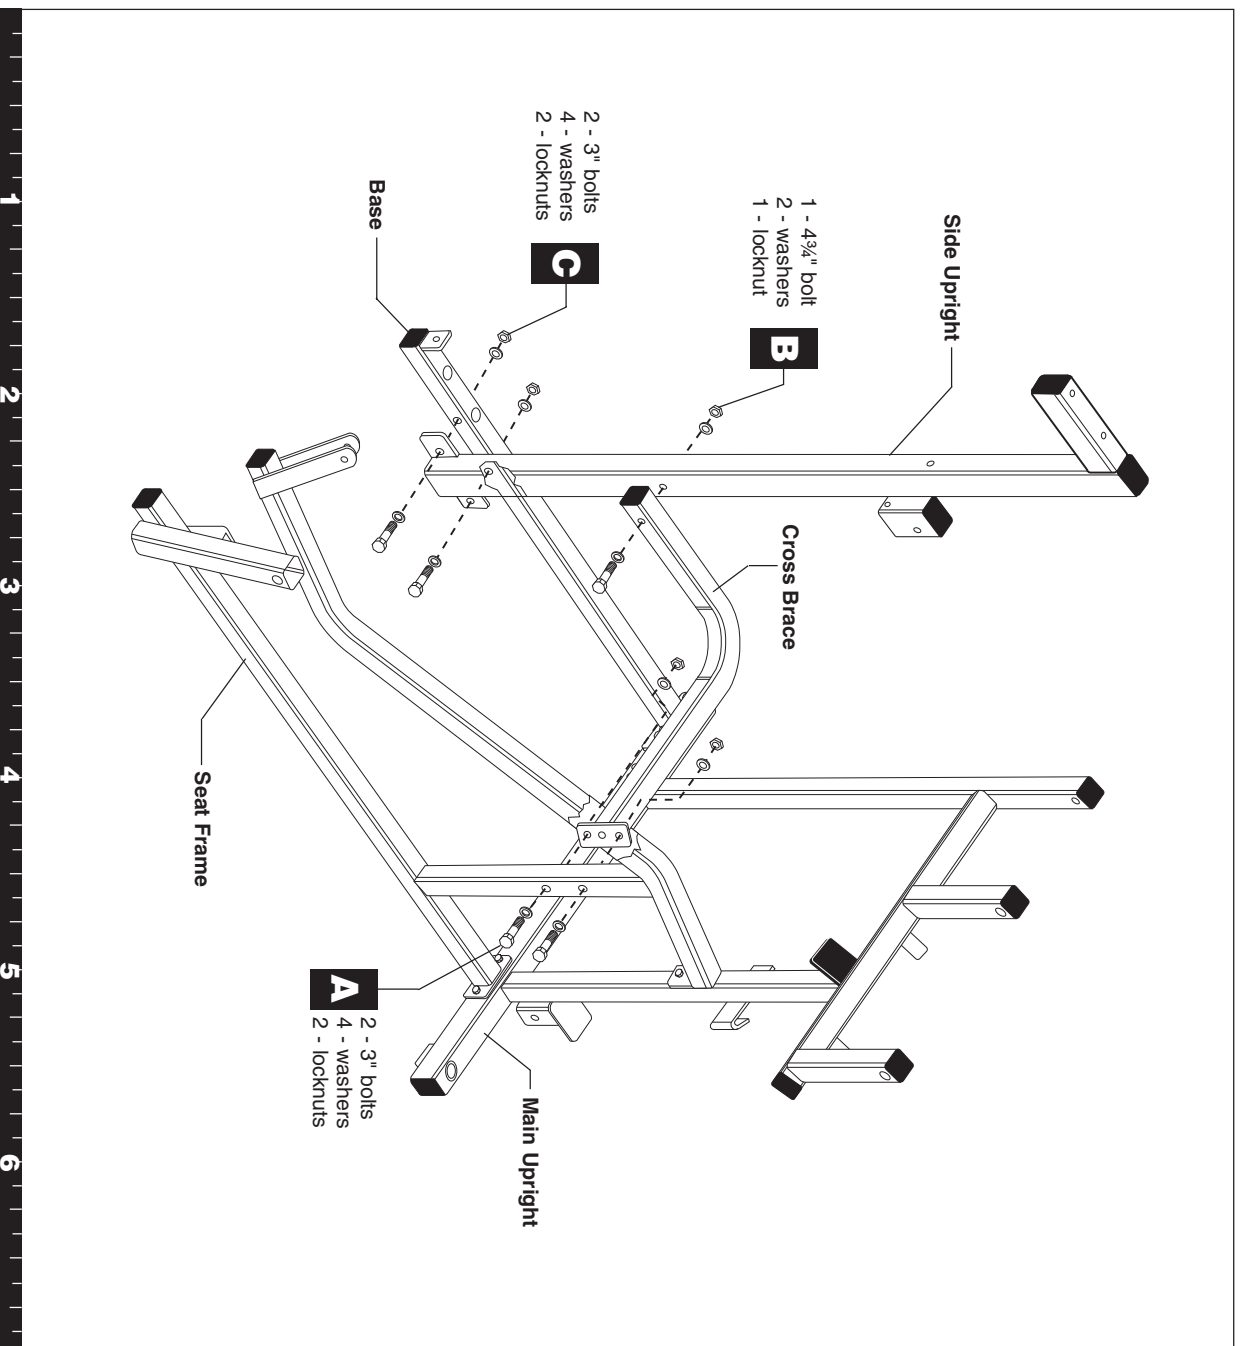 Side Upright
1 - 4¾" bolt
2 - washers
1 - locknut
B
2 - 3" bolts
4 - washers
2 - locknuts
C
Base
Cross Brace
Seat Frame
A
2 - 3" bolts
4 - washers
2 - locknuts
Main Upright
1
2
3
4
5
6